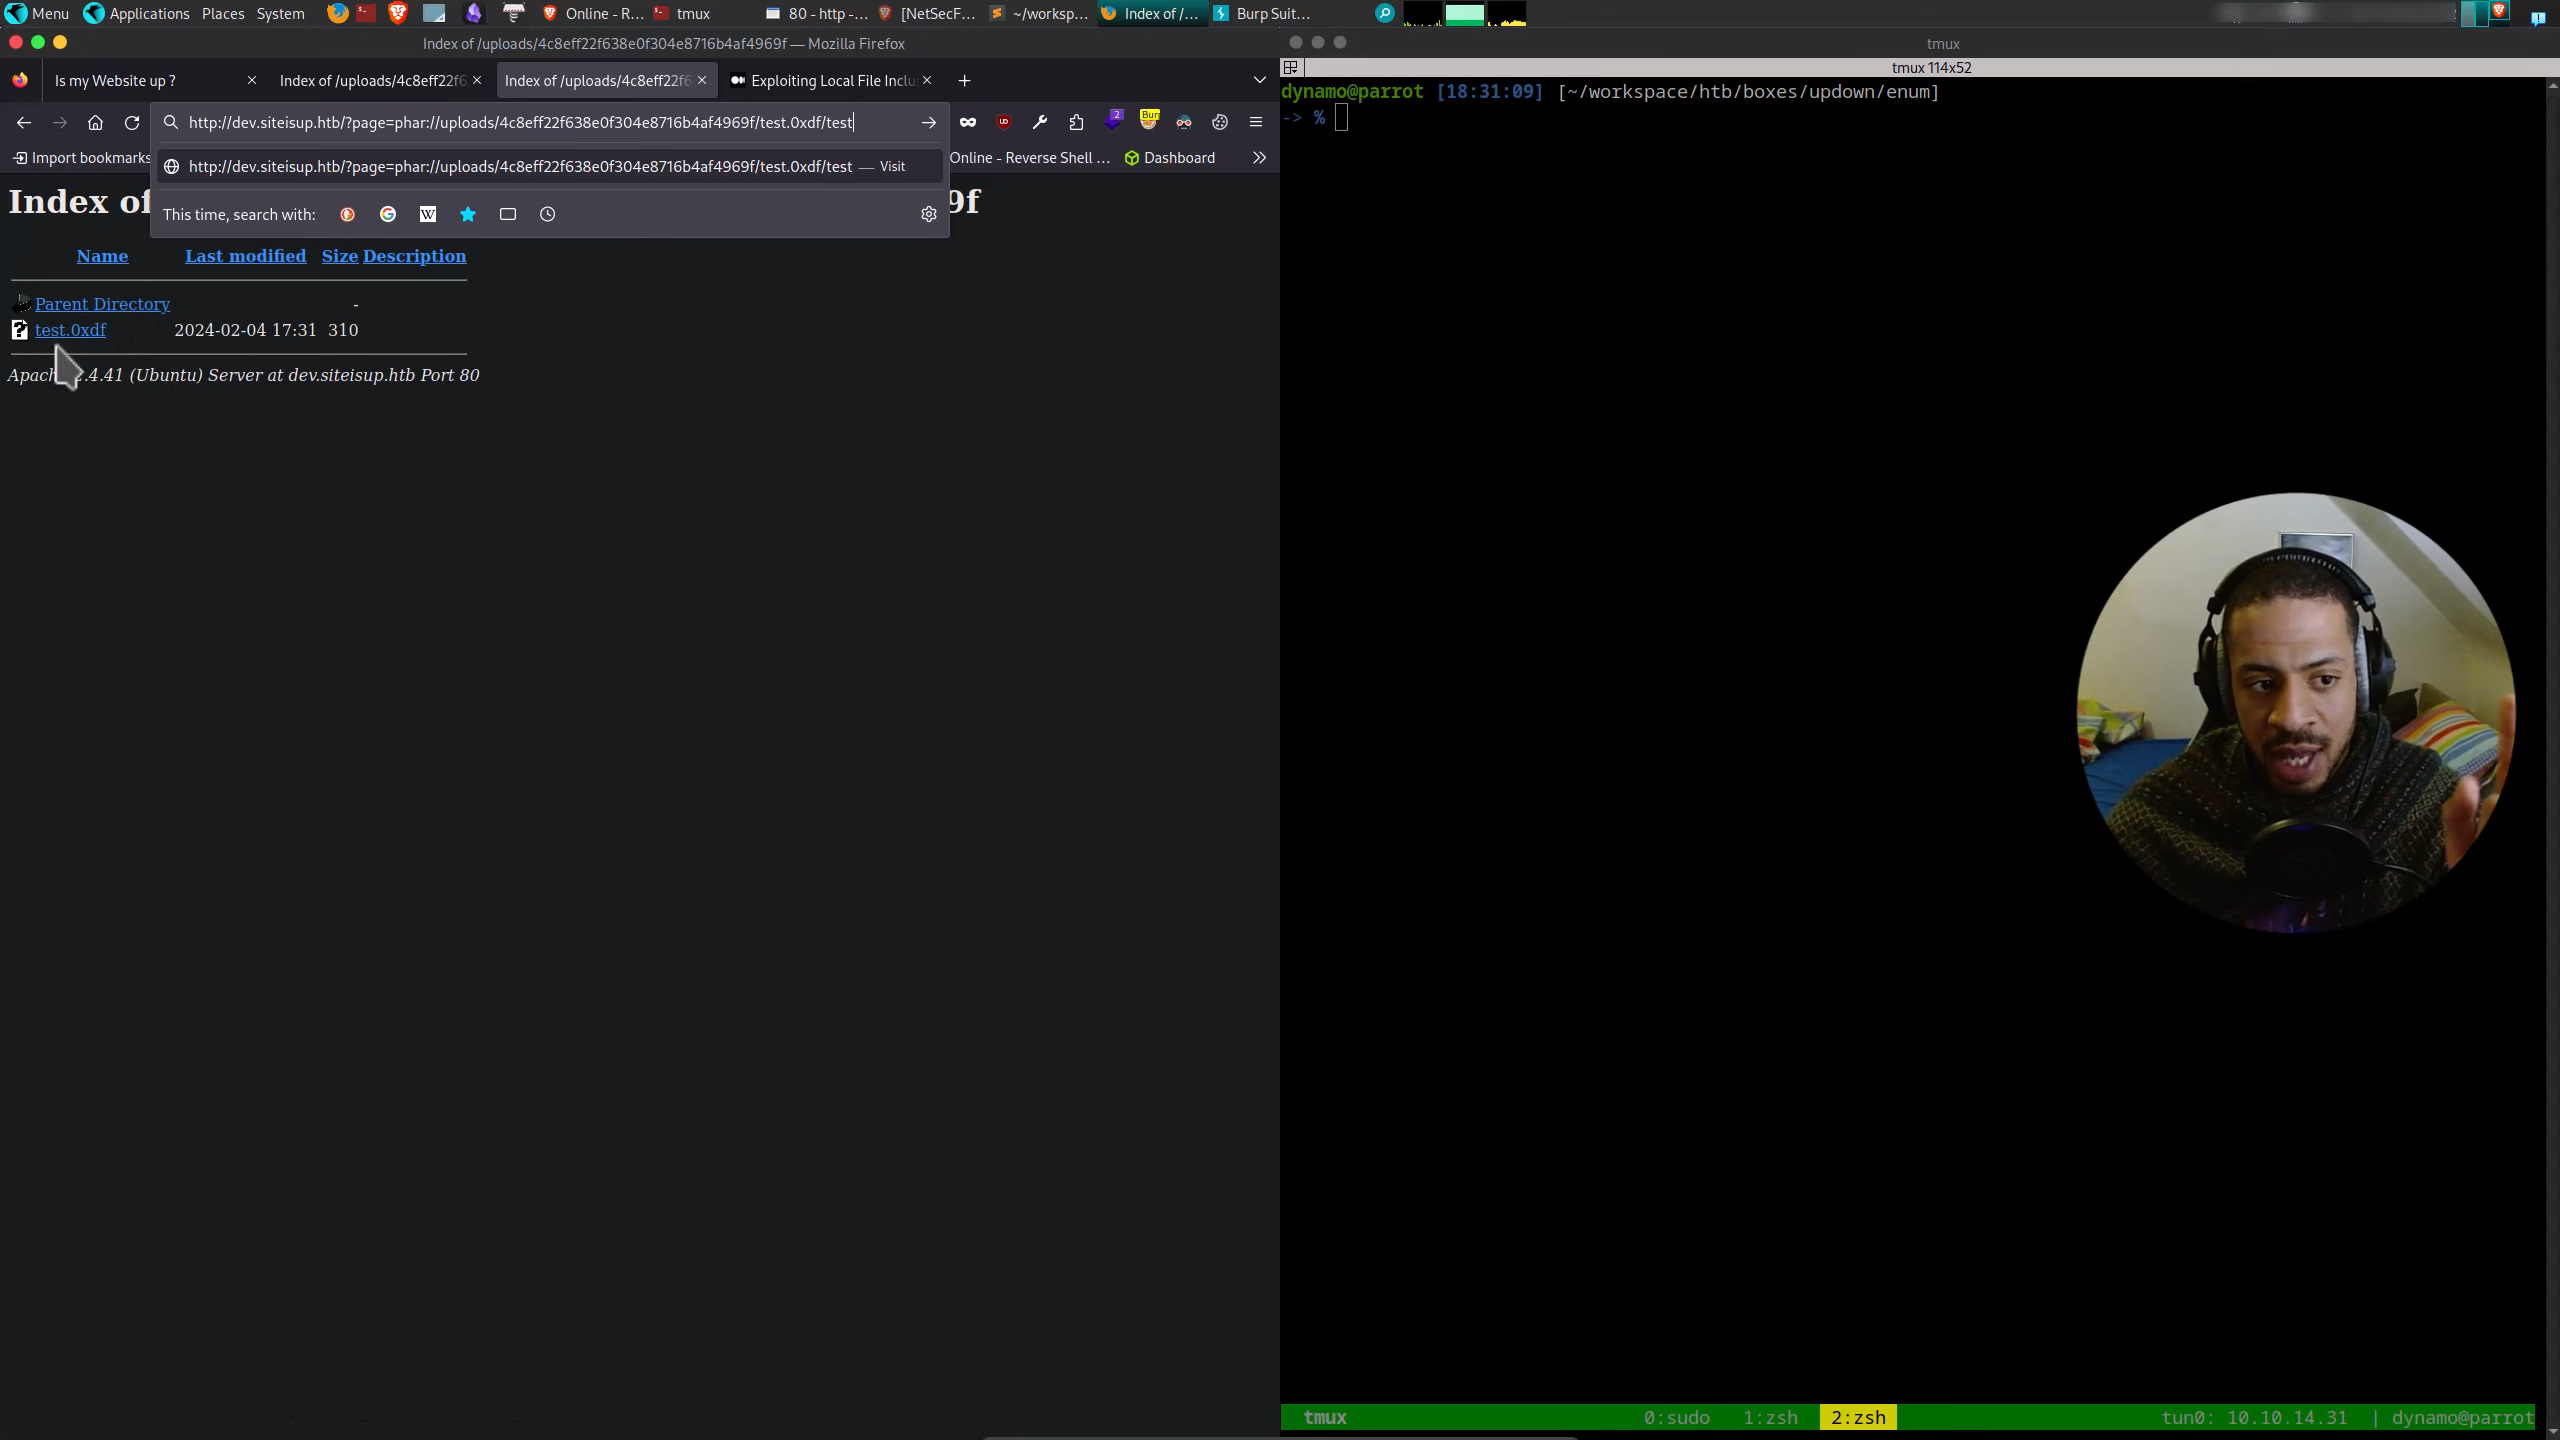 Menu Applications Places System Online - R... tmux 80 - http -... [NetSecF... ~/worksp... Index of /... Burp Suit...
Index of /uploads/4c8eff22f638e0f304e8716b4af4969f — Mozilla Firefox
Is my Website up ? Index of /uploads/4c8eff22f6 Index of /uploads/4c8eff22f6 Exploiting Local File Inclu
http://dev.siteisup.htb/?page=phar://uploads/4c8eff22f638e0f304e8716b4af4969f/test.0xdf/test
2 Bur
Import bookmarks Online - Reverse Shell ... Dashboard
http://dev.siteisup.htb/?page=phar://uploads/4c8eff22f638e0f304e8716b4af4969f/test.0xdf/test — Visit
This time, search with:
Index of 9f
Name Last modified Size Description
Parent Directory -
test.0xdf 2024-02-04 17:31 310
Apach .4.41 (Ubuntu) Server at dev.siteisup.htb Port 80
tmux
tmux 114x52
dynamo@parrot [18:31:09] [~/workspace/htb/boxes/updown/enum]
-> %
tmux 0:sudo 1:zsh 2:zsh tun0: 10.10.14.31 | dynamo@parrot